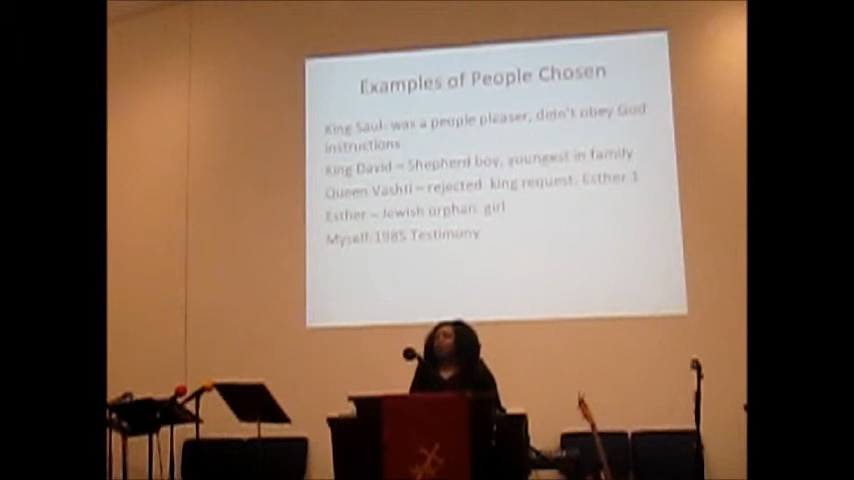 Examples of People Chosen
King Saul- was a people pleaser, didn't obey God
instructions
King David – Shepherd boy, youngest in family
Queen Vashti – rejected king request. Esther 1
Esther – Jewish orphan girl
Myself-1985 Testimony